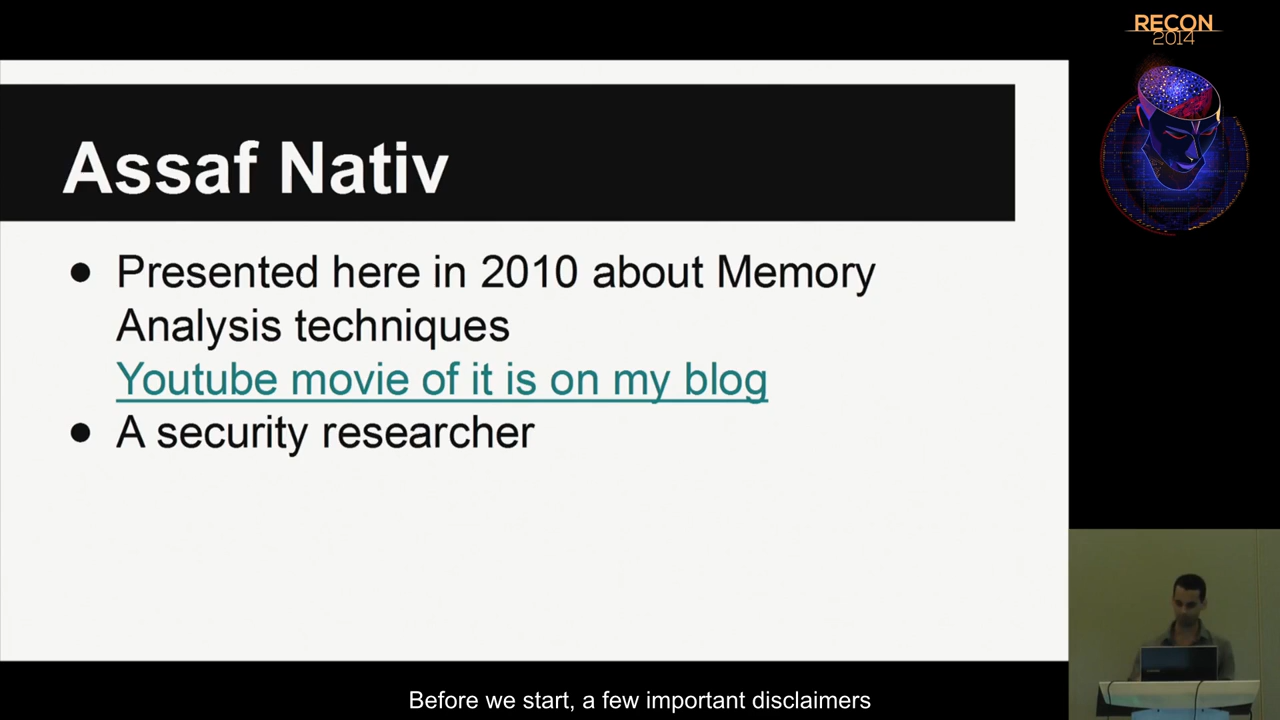 RECON
2014
Assaf Nativ
● Presented here in 2010 about Memory
Analysis techniques
Youtube movie of it is on my blog
● A security researcher
Before we start, a few important disclaimers